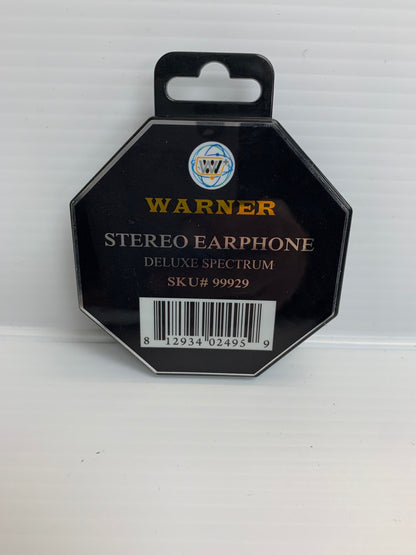 W
WARNER
STEREO EARPHONE
DELUXE SPECTRUM
SKU# 99929
8 12934 02495 9